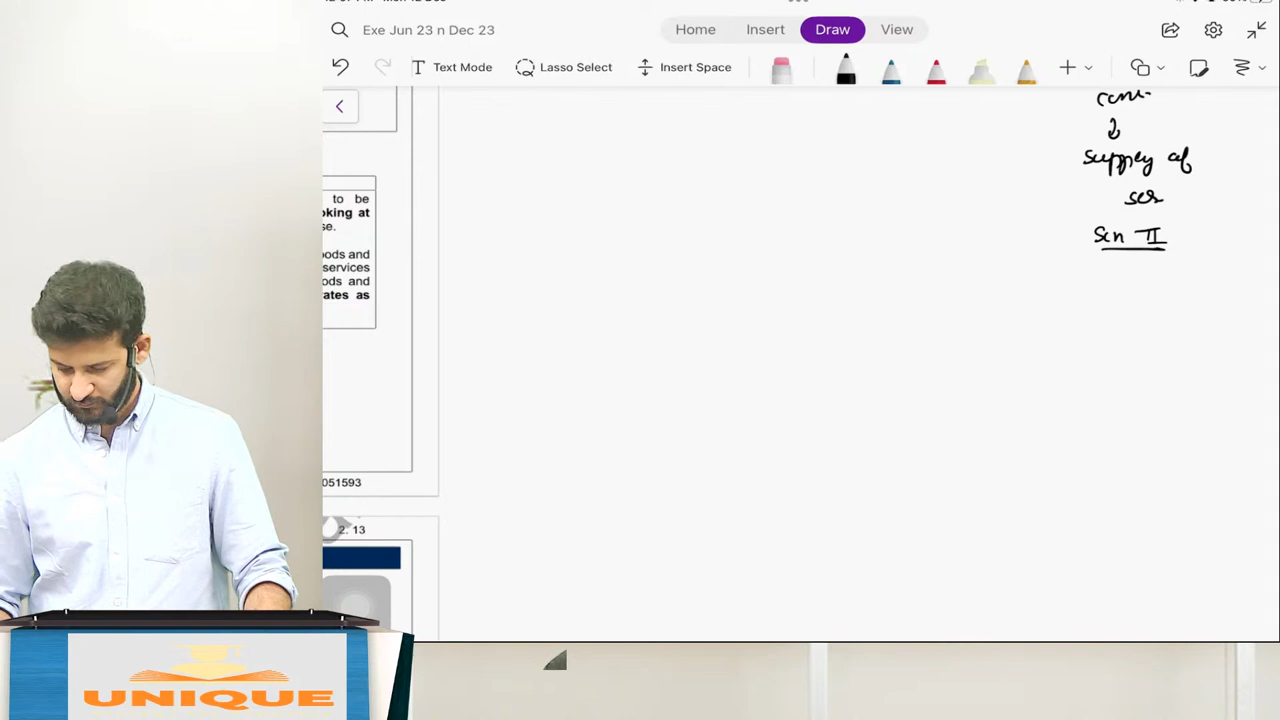 Exe Jun 23 n Dec 23
Home
Insert
Draw
View
Text Mode
Lasso Select
Insert Space
to be
oking at
se.
oods and
services
ods and
ates as
051593
2. 13
supply of
ser
Scn II
UNIQUE